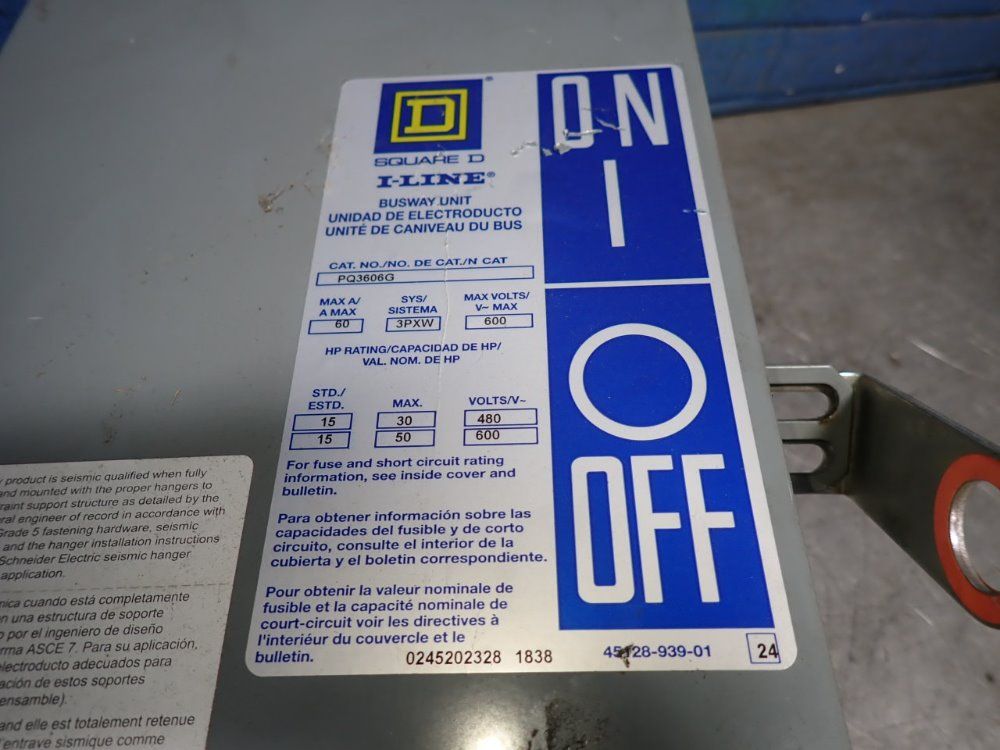 D
SQUARE D
I-LINE®
BUSWAY UNIT
UNIDAD DE ELECTRODUCTO
UNITÉ DE CANIVEAU DU BUS
CAT. NO./NO. DE CAT./N CAT
PQ3606G
MAX A/
A MAX
60
SYS/
SISTEMA
3PXW
MAX VOLTS/
V~ MAX
600
HP RATING/CAPACIDAD DE HP/
VAL. NOM. DE HP
STD./
ESTD.
MAX.
VOLTS/V~
15 30 480
15 50 600
For fuse and short circuit rating
information, see inside cover and
bulletin.
Para obtener información sobre las
capacidades del fusible y de corto
circuito, consulte el interior de la
cubierta y el boletin correspondiente.
Pour obtenir la valeur nominale de
fusible et la capacité nominale de
court-circuit voir les directives à
l'interiéur du couvercle et le
bulletin.
0245202328 1838
45128-939-01
24
ON
I
O
OFF
product is seismic qualified when fully
and mounted with the proper hangers to
support structure as detailed by the
engineer of record in accordance with
Grade 5 fastening hardware, seismic
and the hanger installation instructions
Schneider Electric seismic hanger
application.
cuando está completamente
en una estructura de soporte
por el ingeniero de diseño
ASCE 7. Para su aplicación,
electroducto adecuados para
de estos soportes
ensamble).
and elle est totalement retenue
d'entrave sismique comme